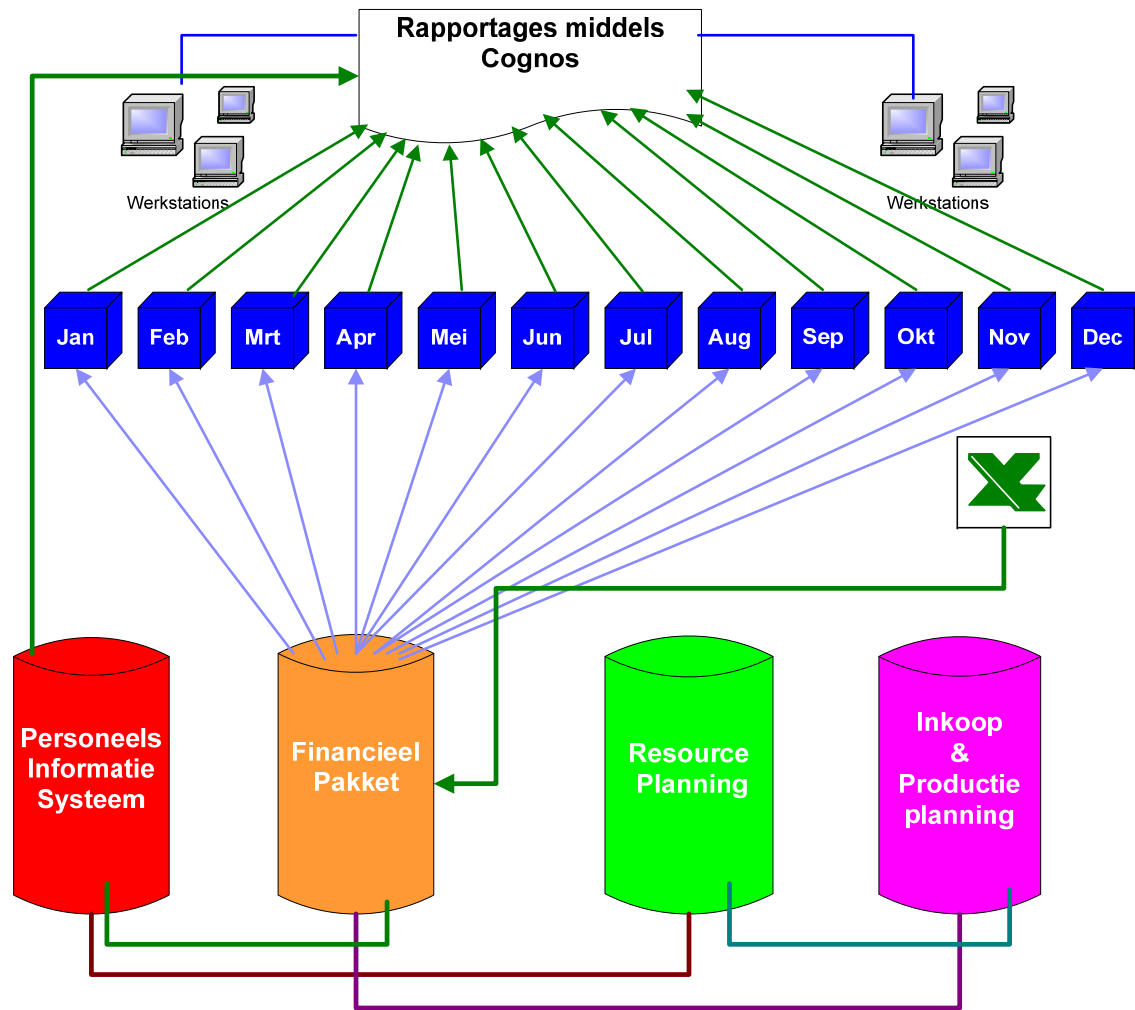 Rapportages middels
Cognos
Werkstations
Werkstations
Jan
Feb
Mrt
Apr
Mei
Jun
Jul
Aug
Sep
Okt
Nov
Dec
Personeels
Informatie
Systeem
Financieel
Pakket
Resource
Planning
Inkoop
&
Productie
planning